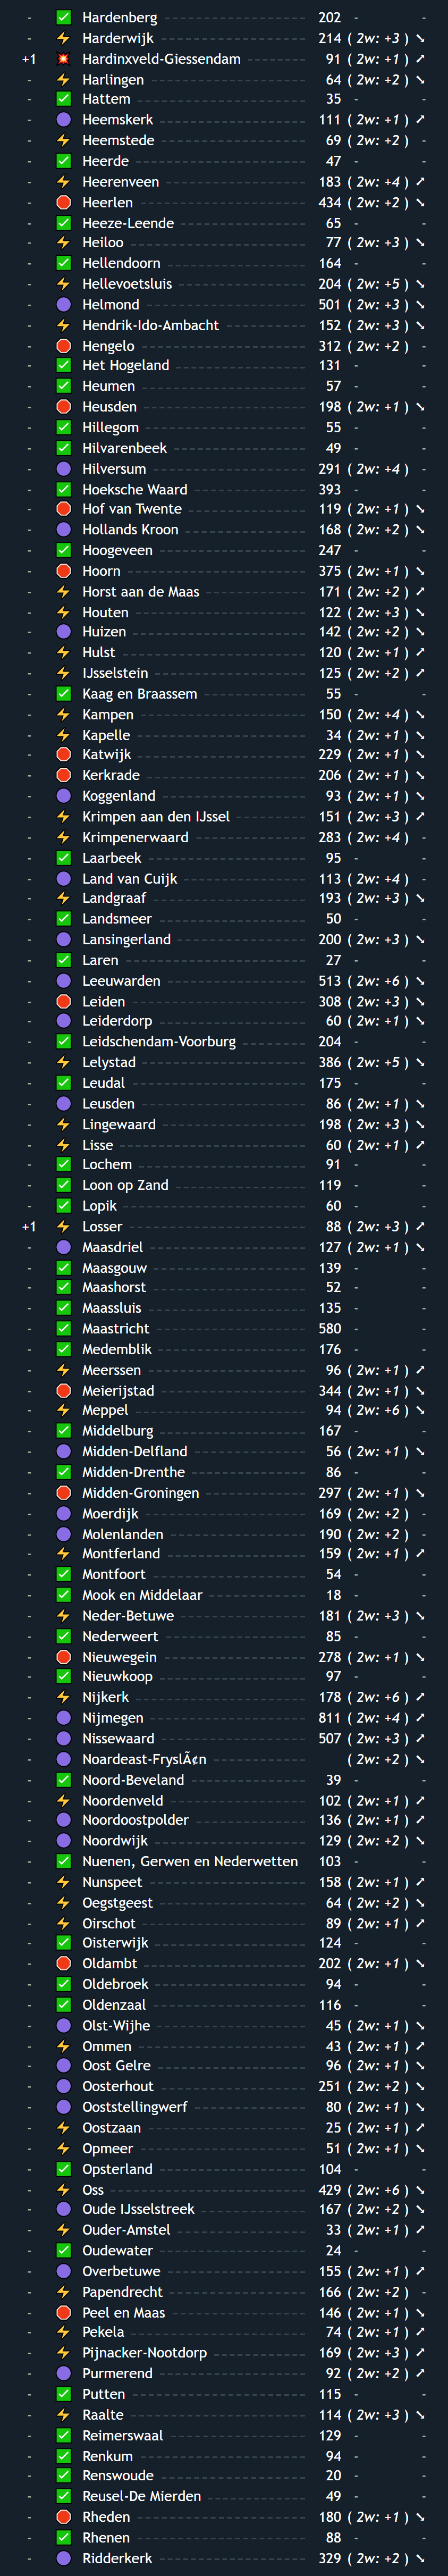 - ✅ Hardenberg 202 - -
- ⚡ Harderwijk 214 ( 2w: +3 ) ➘
+1 💥 Hardinxveld-Giessendam 91 ( 2w: +1 ) ➚
- ⚡ Harlingen 64 ( 2w: +2 ) ➘
- ✅ Hattem 35 - -
- 🟣 Heemskerk 111 ( 2w: +1 ) ➚
- ⚡ Heemstede 69 ( 2w: +2 ) -
- ✅ Heerde 47 - -
- ⚡ Heerenveen 183 ( 2w: +4 ) ➚
- 🛑 Heerlen 434 ( 2w: +2 ) ➘
- ✅ Heeze-Leende 65 - -
- ⚡ Heiloo 77 ( 2w: +3 ) ➘
- ✅ Hellendoorn 164 - -
- ⚡ Hellevoetsluis 204 ( 2w: +5 ) ➘
- 🟣 Helmond 501 ( 2w: +3 ) ➘
- ⚡ Hendrik-Ido-Ambacht 152 ( 2w: +3 ) ➘
- 🛑 Hengelo 312 ( 2w: +2 ) -
- ✅ Het Hogeland 131 - -
- ✅ Heumen 57 - -
- 🛑 Heusden 198 ( 2w: +1 ) ➘
- ✅ Hillegom 55 - -
- ✅ Hilvarenbeek 49 - -
- 🟣 Hilversum 291 ( 2w: +4 ) -
- ✅ Hoeksche Waard 393 - -
- 🛑 Hof van Twente 119 ( 2w: +1 ) ➘
- 🟣 Hollands Kroon 168 ( 2w: +2 ) ➘
- ✅ Hoogeveen 247 - -
- 🛑 Hoorn 375 ( 2w: +1 ) ➘
- ⚡ Horst aan de Maas 171 ( 2w: +2 ) ➚
- ⚡ Houten 122 ( 2w: +3 ) ➘
- 🟣 Huizen 142 ( 2w: +2 ) ➘
- ⚡ Hulst 120 ( 2w: +1 ) ➚
- ⚡ IJsselstein 125 ( 2w: +2 ) ➚
- ✅ Kaag en Braassem 55 - -
- ⚡ Kampen 150 ( 2w: +4 ) ➘
- ⚡ Kapelle 34 ( 2w: +1 ) ➘
- 🛑 Katwijk 229 ( 2w: +1 ) ➘
- 🛑 Kerkrade 206 ( 2w: +1 ) ➘
- 🟣 Koggenland 93 ( 2w: +1 ) ➘
- ⚡ Krimpen aan den IJssel 151 ( 2w: +3 ) ➚
- ⚡ Krimpenerwaard 283 ( 2w: +4 ) -
- ✅ Laarbeek 95 - -
- 🟣 Land van Cuijk 113 ( 2w: +4 ) -
- ⚡ Landgraaf 193 ( 2w: +3 ) ➘
- ✅ Landsmeer 50 - -
- 🟣 Lansingerland 200 ( 2w: +3 ) ➘
- ✅ Laren 27 - -
- 🟣 Leeuwarden 513 ( 2w: +6 ) ➘
- 🛑 Leiden 308 ( 2w: +3 ) ➘
- 🟣 Leiderdorp 60 ( 2w: +1 ) ➘
- ✅ Leidschendam-Voorburg 204 - -
- ⚡ Lelystad 386 ( 2w: +5 ) ➘
- ✅ Leudal 175 - -
- 🟣 Leusden 86 ( 2w: +1 ) ➘
- ⚡ Lingewaard 198 ( 2w: +3 ) ➘
- ⚡ Lisse 60 ( 2w: +1 ) ➚
- ✅ Lochem 91 - -
- ✅ Loon op Zand 119 - -
- ✅ Lopik 60 - -
+1 ⚡ Losser 88 ( 2w: +3 ) ➚
- 🟣 Maasdriel 127 ( 2w: +1 ) ➘
- ✅ Maasgouw 139 - -
- ✅ Maashorst 52 - -
- ✅ Maassluis 135 - -
- ✅ Maastricht 580 - -
- ✅ Medemblik 176 - -
- ⚡ Meerssen 96 ( 2w: +1 ) ➚
- 🛑 Meierijstad 344 ( 2w: +1 ) ➘
- ⚡ Meppel 94 ( 2w: +6 ) ➘
- ✅ Middelburg 167 - -
- 🟣 Midden-Delfland 56 ( 2w: +1 ) ➘
- ✅ Midden-Drenthe 86 - -
- 🛑 Midden-Groningen 297 ( 2w: +1 ) ➘
- 🟣 Moerdijk 169 ( 2w: +2 ) -
- 🟣 Molenlanden 190 ( 2w: +2 ) -
- ⚡ Montferland 159 ( 2w: +1 ) ➚
- ✅ Montfoort 54 - -
- ✅ Mook en Middelaar 18 - -
- ⚡ Neder-Betuwe 181 ( 2w: +3 ) ➘
- ✅ Nederweert 85 - -
- 🛑 Nieuwegein 278 ( 2w: +1 ) ➘
- ✅ Nieuwkoop 97 - -
- ⚡ Nijkerk 178 ( 2w: +6 ) ➚
- 🟣 Nijmegen 811 ( 2w: +4 ) ➚
- 🟣 Nissewaard 507 ( 2w: +3 ) ➚
- 🟣 Noardeast-FryslÃ¢n ( 2w: +2 ) ➘
- ✅ Noord-Beveland 39 - -
- ⚡ Noordenveld 102 ( 2w: +1 ) ➚
- 🟣 Noordoostpolder 136 ( 2w: +1 ) ➚
- 🟣 Noordwijk 129 ( 2w: +2 ) ➘
- ✅ Nuenen, Gerwen en Nederwetten 103 - -
- ⚡ Nunspeet 158 ( 2w: +1 ) ➚
- ⚡ Oegstgeest 64 ( 2w: +2 ) ➘
- ⚡ Oirschot 89 ( 2w: +1 ) ➚
- ✅ Oisterwijk 124 - -
- 🛑 Oldambt 202 ( 2w: +1 ) ➘
- ✅ Oldebroek 94 - -
- ✅ Oldenzaal 116 - -
- 🟣 Olst-Wijhe 45 ( 2w: +1 ) ➘
- ⚡ Ommen 43 ( 2w: +1 ) ➚
- 🟣 Oost Gelre 96 ( 2w: +1 ) ➘
- 🟣 Oosterhout 251 ( 2w: +2 ) ➘
- 🟣 Ooststellingwerf 80 ( 2w: +1 ) ➘
- ⚡ Oostzaan 25 ( 2w: +1 ) ➚
- ⚡ Opmeer 51 ( 2w: +1 ) ➘
- ✅ Opsterland 104 - -
- ⚡ Oss 429 ( 2w: +6 ) ➘
- 🟣 Oude IJsselstreek 167 ( 2w: +2 ) ➘
- ⚡ Ouder-Amstel 33 ( 2w: +1 ) ➚
- ✅ Oudewater 24 - -
- 🟣 Overbetuwe 155 ( 2w: +1 ) ➚
- ⚡ Papendrecht 166 ( 2w: +2 ) -
- 🛑 Peel en Maas 146 ( 2w: +1 ) ➘
- ⚡ Pekela 74 ( 2w: +1 ) ➚
- ⚡ Pijnacker-Nootdorp 169 ( 2w: +3 ) ➚
- 🟣 Purmerend 92 ( 2w: +2 ) ➚
- ✅ Putten 115 - -
- ⚡ Raalte 114 ( 2w: +3 ) ➘
- ✅ Reimerswaal 129 - -
- ✅ Renkum 94 - -
- ✅ Renswoude 20 - -
- ✅ Reusel-De Mierden 49 - -
- 🛑 Rheden 180 ( 2w: +1 ) ➘
- ✅ Rhenen 88 - -
- 🟣 Ridderkerk 329 ( 2w: +2 ) ➘